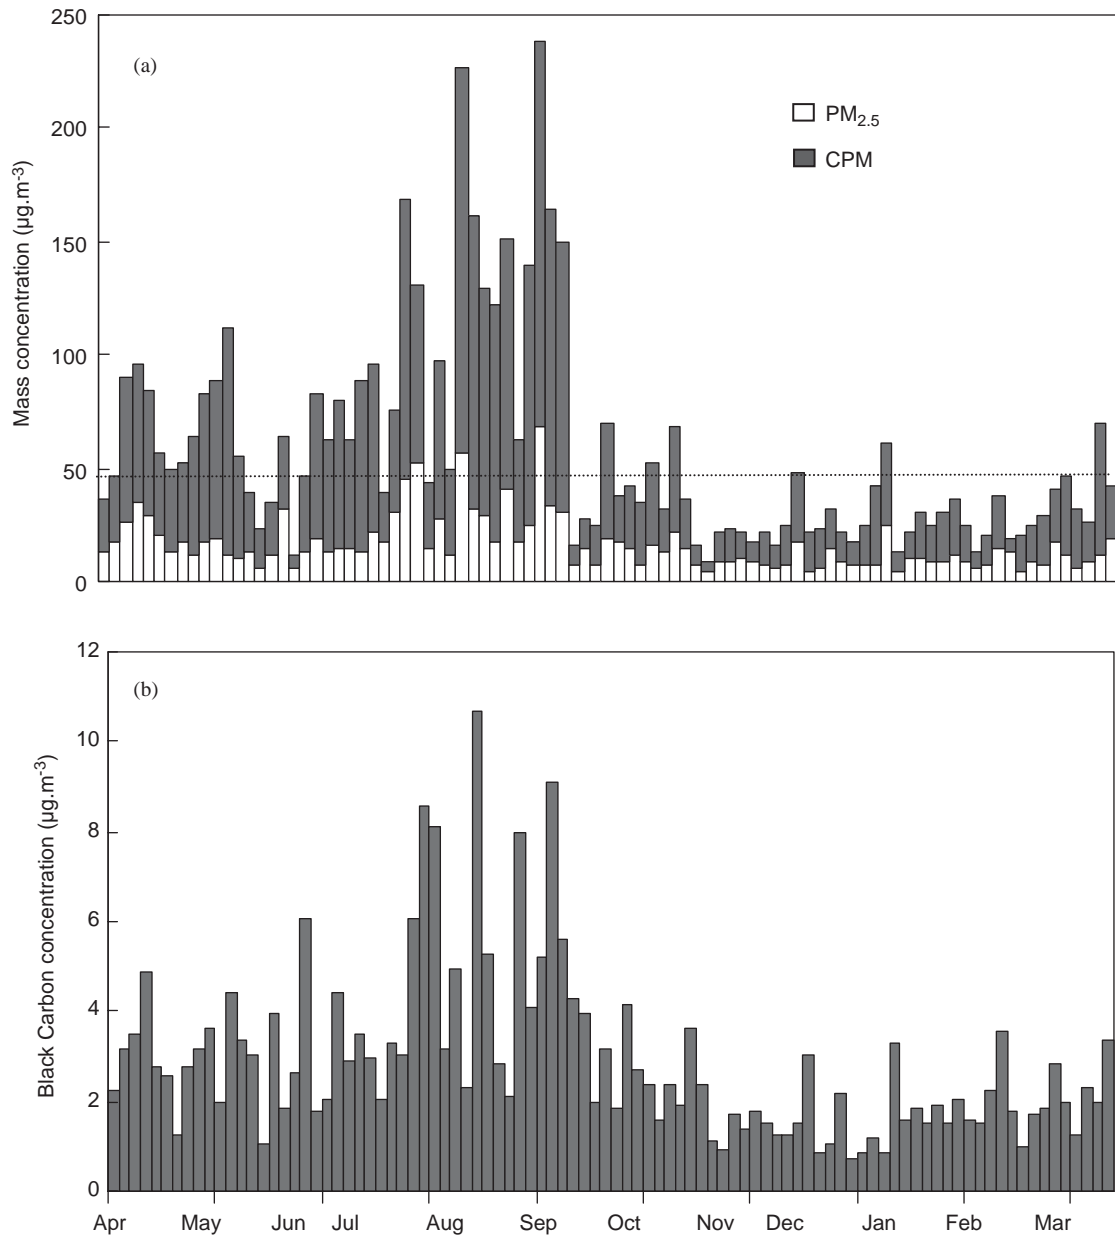 250
(a)
PM2.5
200
CPM
150
100
50
0
Mass concentration (µg.m-3)
12
(b)
10
8
6
4
2
0
Black Carbon concentration (µg.m-3)
Apr May Jun Jul Aug Sep Oct Nov Dec Jan Feb Mar